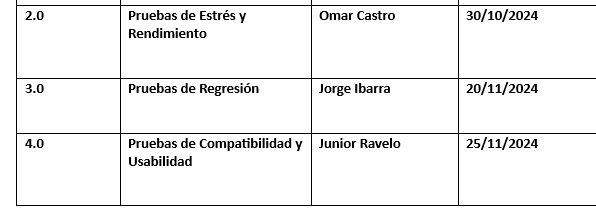 2.0 Pruebas de Estrés y Omar Castro 30/10/2024
Rendimiento
3.0 Pruebas de Regresión Jorge Ibarra 20/11/2024
4.0 Pruebas de Compatibilidad y Junior Ravelo 25/11/2024
Usabilidad